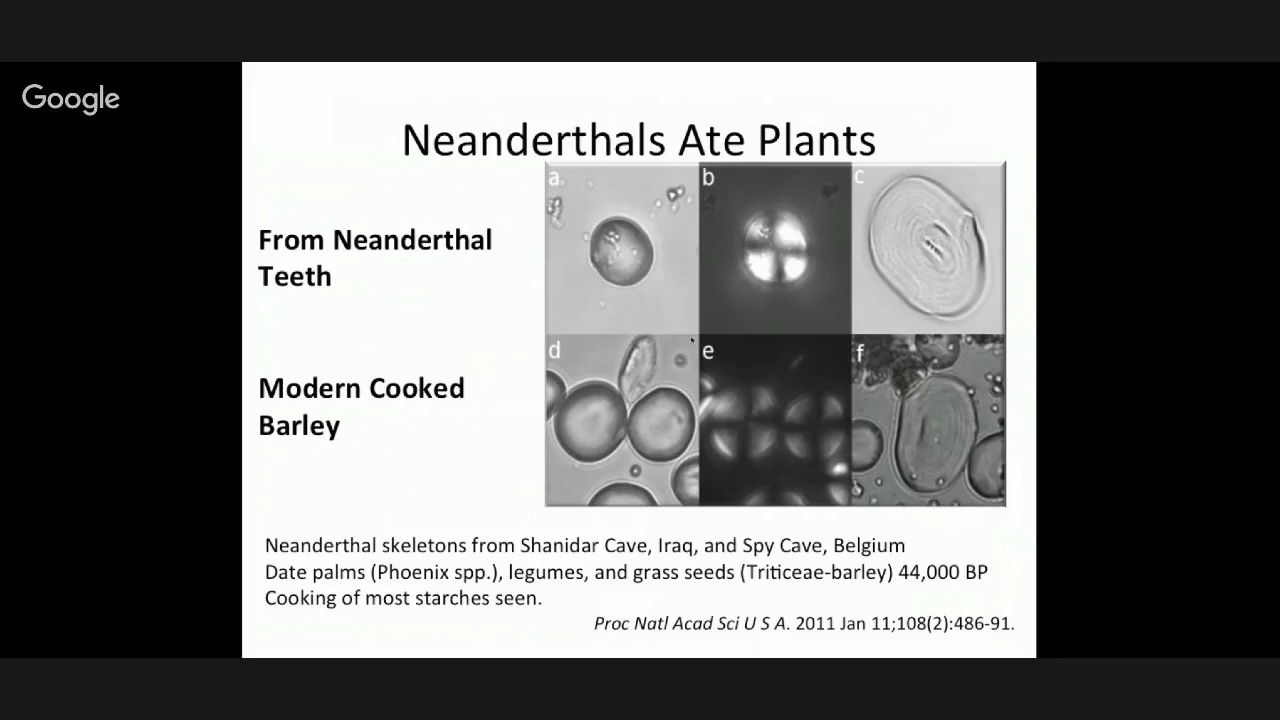 Google
Neanderthals Ate Plants
a
b
c
From Neanderthal
Teeth
d
e
f
Modern Cooked
Barley
Neanderthal skeletons from Shanidar Cave, Iraq, and Spy Cave, Belgium
Date palms (Phoenix spp.), legumes, and grass seeds (Triticeae-barley) 44,000 BP
Cooking of most starches seen.
Proc Natl Acad Sci U S A. 2011 Jan 11;108(2):486-91.